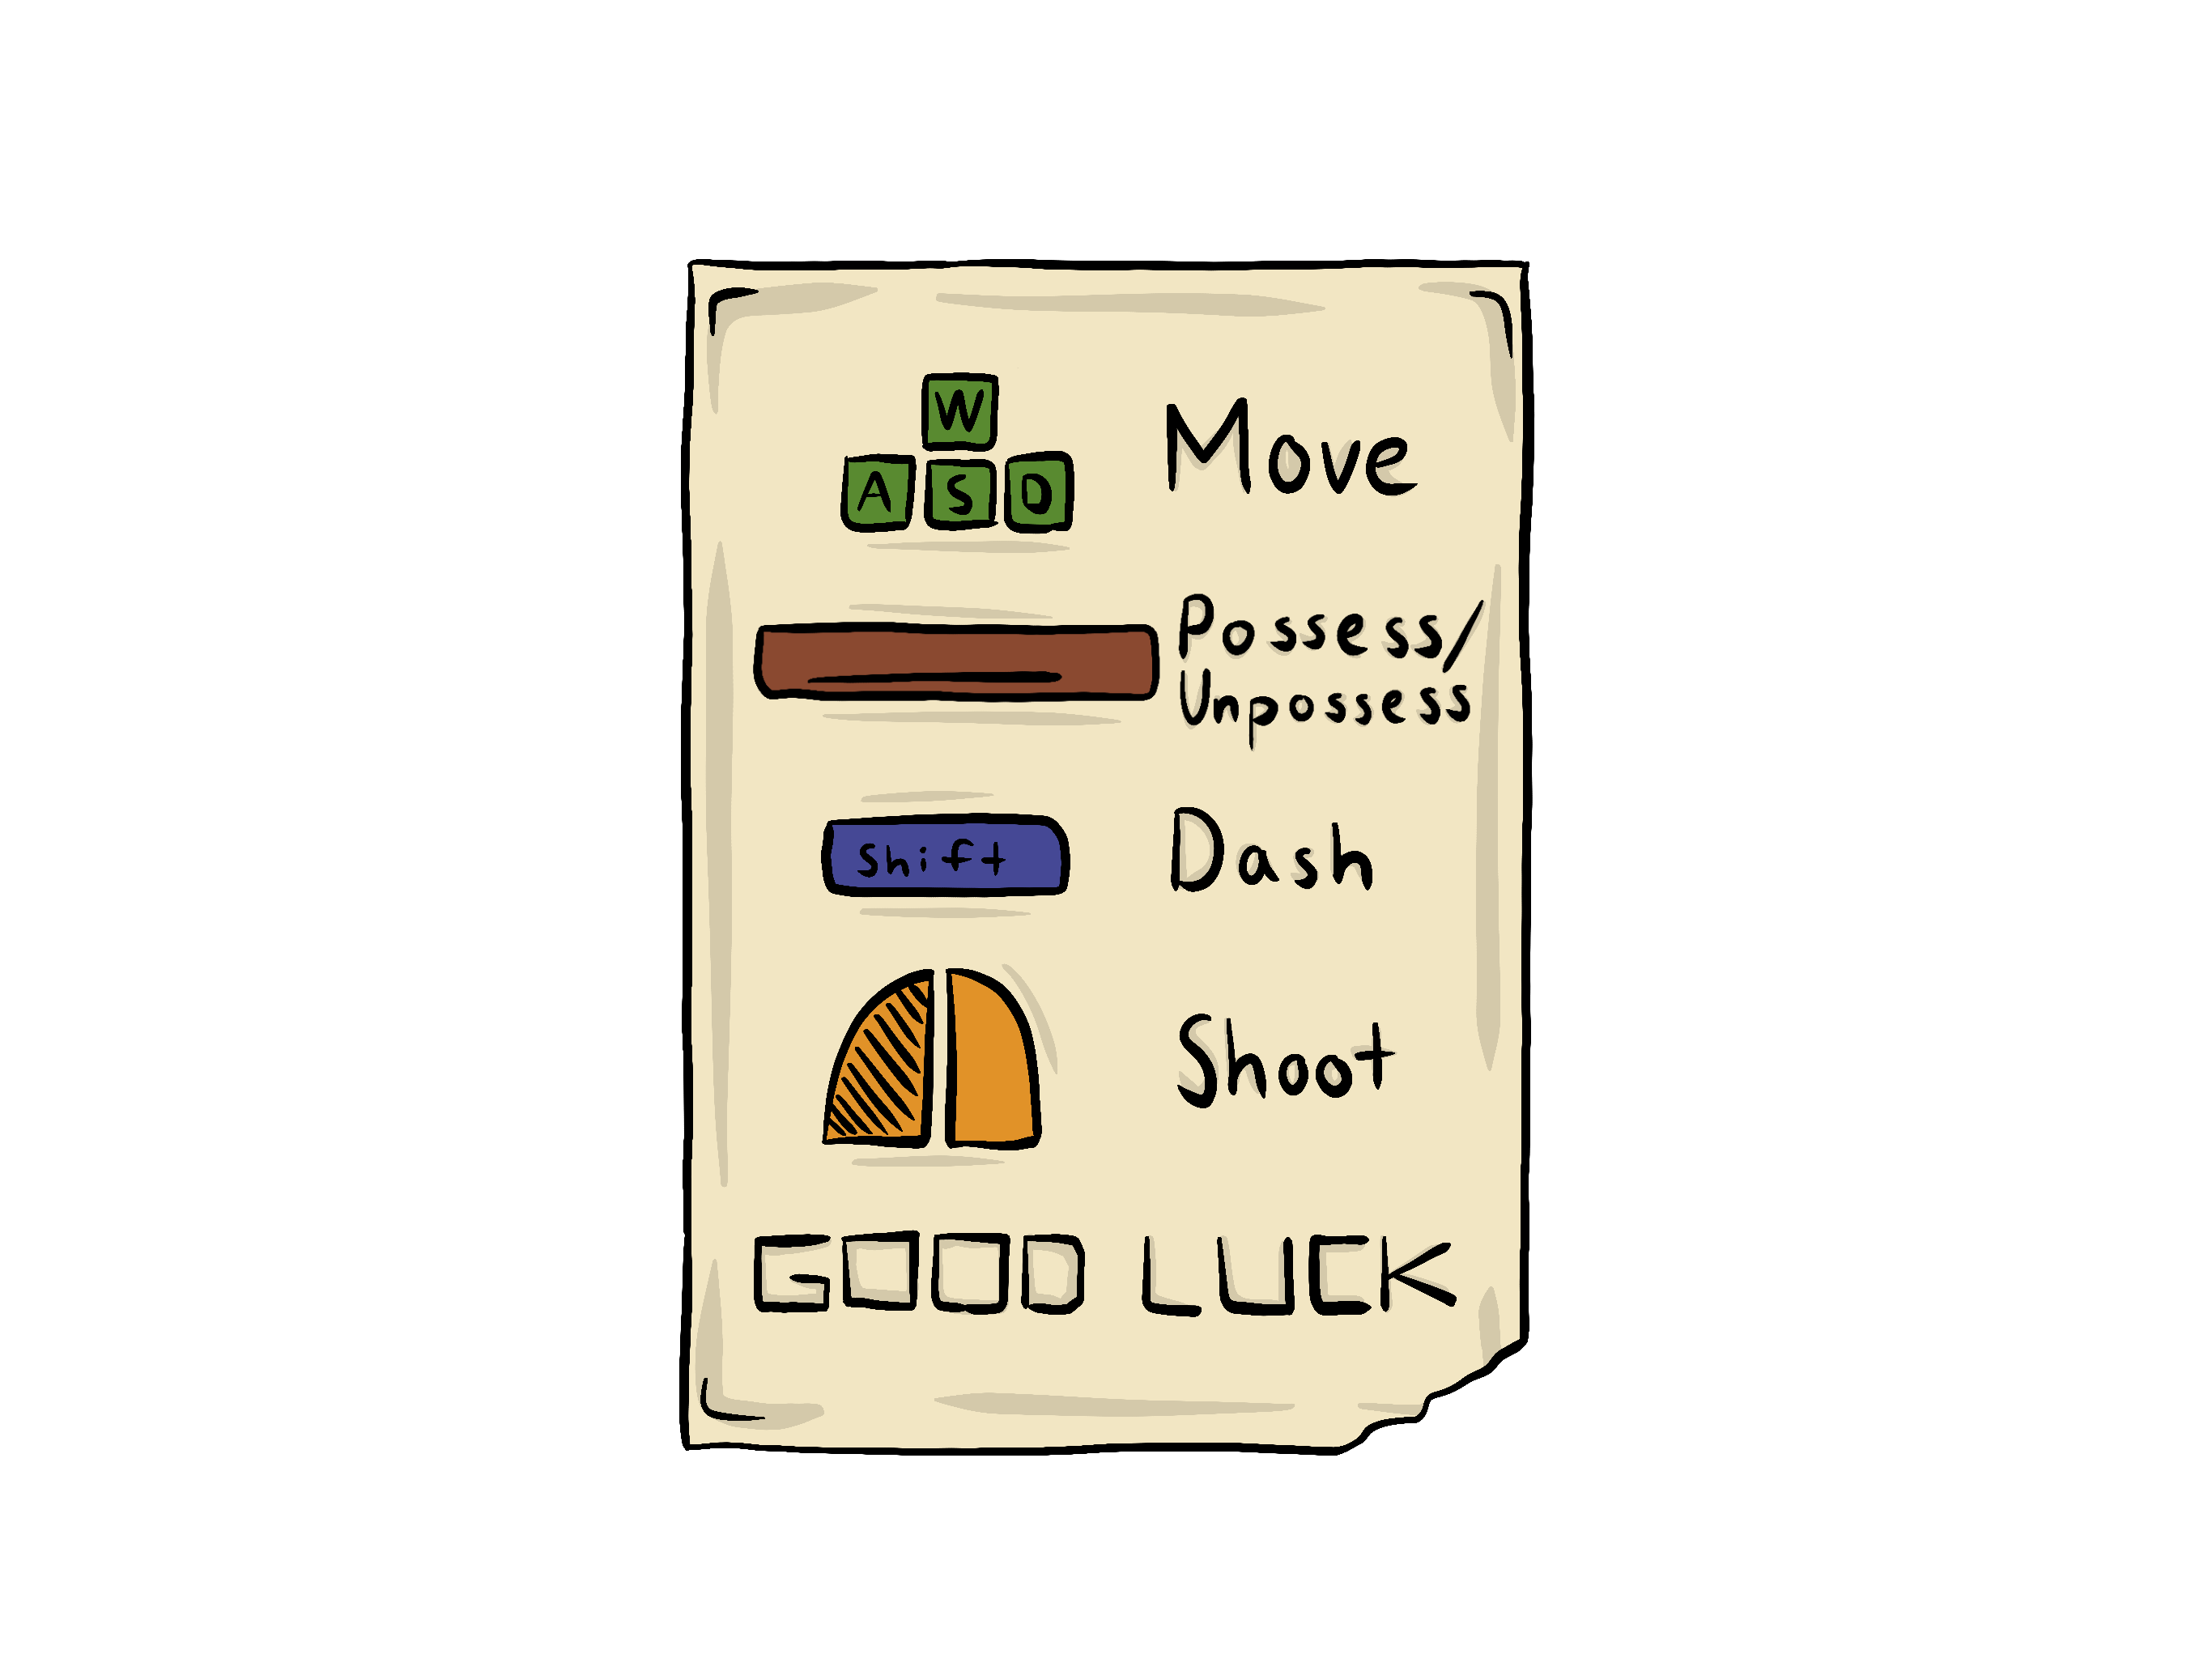 W
A S D Move
Possess/
Unpossess
Shift Dash
Shoot
GOOD LUCK